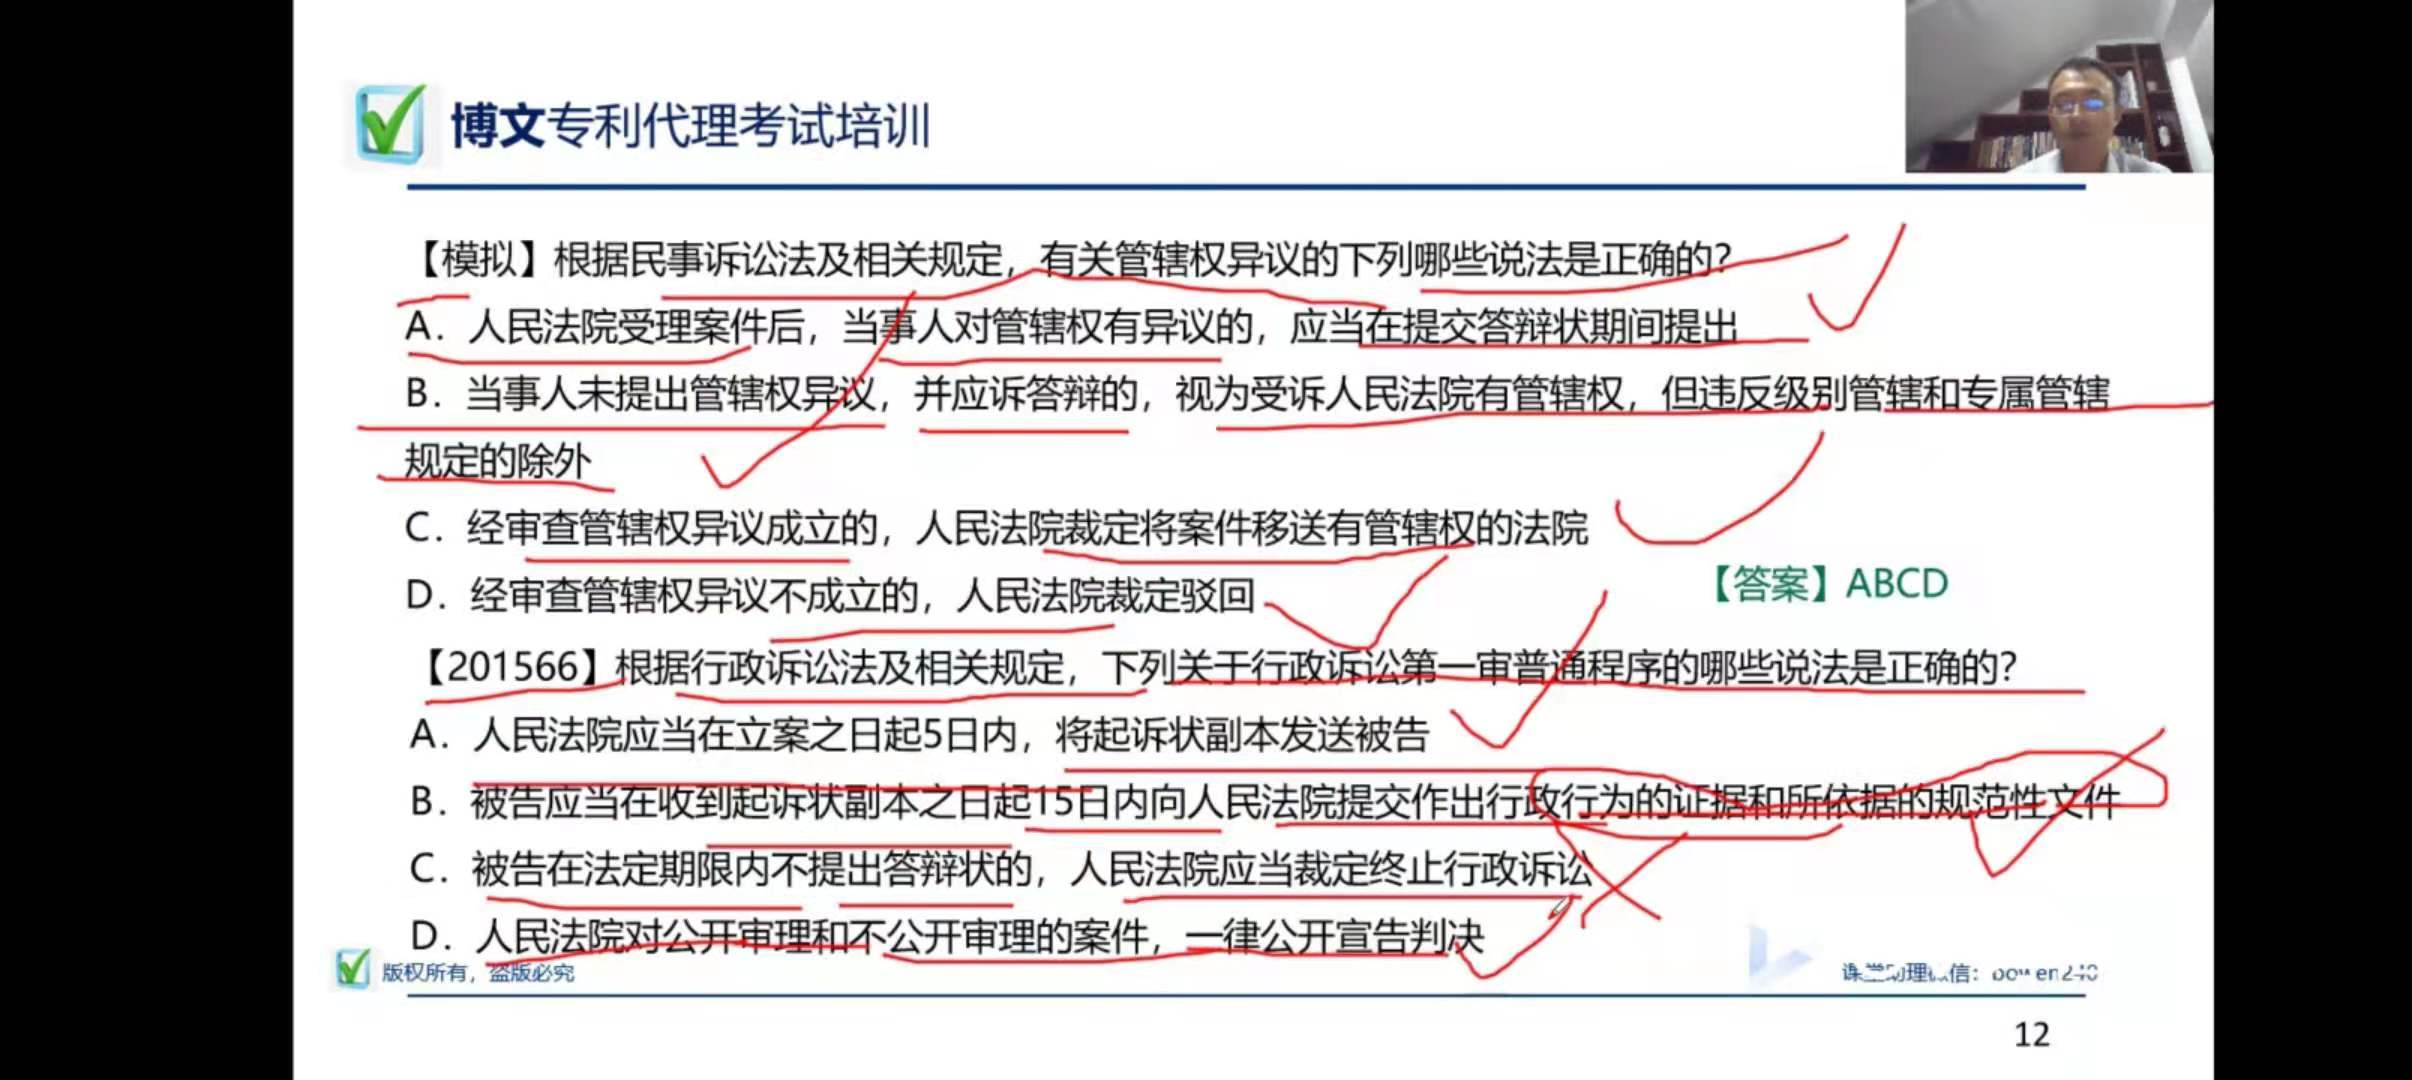 博文专利代理考试培训
【模拟】根据民事诉讼法及相关规定，有关管辖权异议的下列哪些说法是正确的？
A. 人民法院受理案件后，当事人对管辖权有异议的，应当在提交答辩状期间提出
B. 当事人未提出管辖权异议，并应诉答辩的，视为受诉人民法院有管辖权，但违反级别管辖和专属管辖
规定的除外
C. 经审查管辖权异议成立的，人民法院裁定将案件移送有管辖权的法院
D. 经审查管辖权异议不成立的，人民法院裁定驳回
【答案】ABCD
【201566】根据行政诉讼法及相关规定，下列关于行政诉讼第一审普通程序的哪些说法是正确的？
A. 人民法院应当在立案之日起5日内，将起诉状副本发送被告
B. 被告应当在收到起诉状副本之日起15日内向人民法院提交作出行政行为的证据和所依据的规范性文件
C. 被告在法定期限内不提出答辩状的，人民法院应当裁定终止行政诉讼
D. 人民法院对公开审理和不公开审理的案件，一律公开宣告判决
版权所有，盗版必究
课堂助理微信：bowen240
12